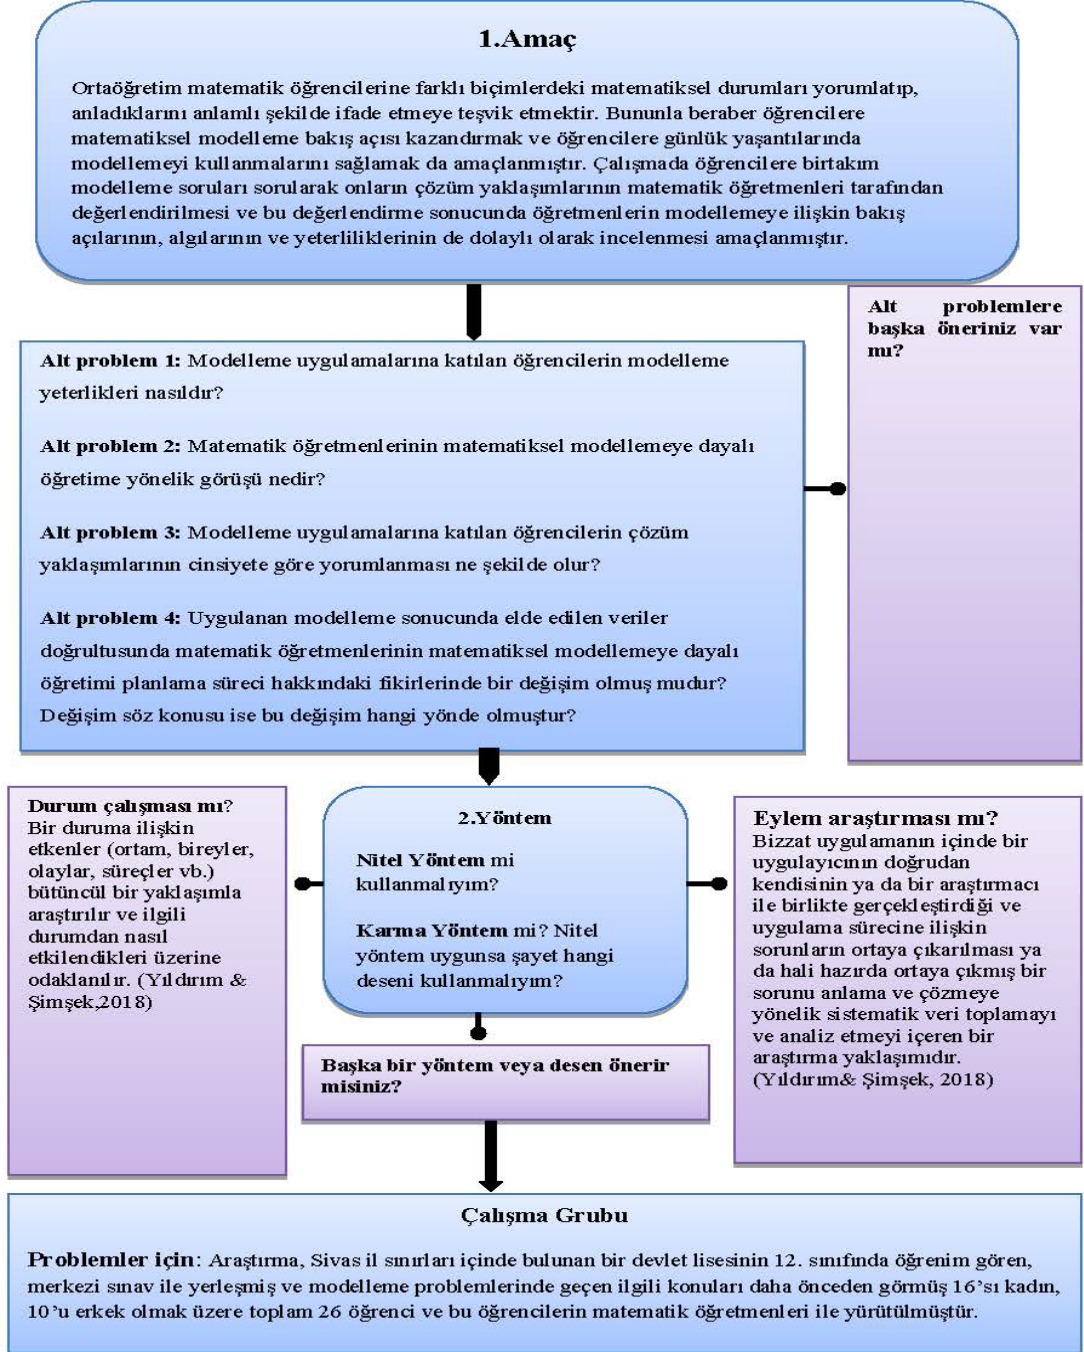 1.Amaç
Ortaöğretim matematik öğrencilerine farklı biçimlerdeki matematiksel durumları yorumlatıp,
anladıklarını anlamlı şekilde ifade etmeye teşvik etmektir. Bununla beraber öğrencilere
matematiksel modelleme bakış açısı kazandırmak ve öğrencilere günlük yaşantılarında
modellemeyi kullanmalarını sağlamak da amaçlanmıştır. Çalışmada öğrencilere birtakım
modelleme soruları sorularak onların çözüm yaklaşımlarının matematik öğretmenleri tarafından
değerlendirilmesi ve bu değerlendirme sonucunda öğretmenlerin modellemeye ilişkin bakış
açılarının, algılarının ve yeterliliklerinin de dolaylı olarak incelenmesi amaçlanmıştır.
Alt problemlere
başka öneriniz var
mı?
Alt problem 1: Modelleme uygulamalarına katılan öğrencilerin modelleme
yeterlikleri nasıldır?
Alt problem 2: Matematik öğretmenlerinin matematiksel modellemeye dayalı
öğretime yönelik görüşü nedir?
Alt problem 3: Modelleme uygulamalarına katılan öğrencilerin çözüm
yaklaşımlarının cinsiyete göre yorumlanması ne şekilde olur?
Alt problem 4: Uygulanan modelleme sonucunda elde edilen veriler
doğrultusunda matematik öğretmenlerinin matematiksel modellemeye dayalı
öğretimi planlama süreci hakkındaki fikirlerinde bir değişim olmuş mudur?
Değişim söz konusu ise bu değişim hangi yönde olmuştur?
Durum çalışması mı?
Bir duruma ilişkin
etkenler (ortam, bireyler,
olaylar, süreçler vb.)
bütüncül bir yaklaşımla
araştırılır ve ilgili
durumdan nasıl
etkilendikleri üzerine
odaklanılır. (Yıldırım &
Şimşek,2018)
2.Yöntem
Nitel Yöntem mi
kullanmalıyım?
Karma Yöntem mi? Nitel
yöntem uygunsa şayet hangi
deseni kullanmalıyım?
Eylem araştırması mı?
Bizzat uygulamanın içinde bir
uygulayıcının doğrudan
kendisinin ya da bir araştırmacı
ile birlikte gerçekleştirdiği ve
uygulama sürecine ilişkin
sorunların ortaya çıkarılması ya
da hali hazırda ortaya çıkmış bir
sorunu anlama ve çözmeye
yönelik sistematik veri toplamayı
ve analiz etmeyi içeren bir
araştırma yaklaşımıdır.
(Yıldırım& Şimşek, 2018)
Başka bir yöntem veya desen önerir
misiniz?
Çalışma Grubu
Problemler için: Araştırma, Sivas il sınırları içinde bulunan bir devlet lisesinin 12. sınıfında öğrenim gören,
merkezi sınav ile yerleşmiş ve modelleme problemlerinde geçen ilgili konuları daha önceden görmüş 16’sı kadın,
10’u erkek olmak üzere toplam 26 öğrenci ve bu öğrencilerin matematik öğretmenleri ile yürütülmüştür.